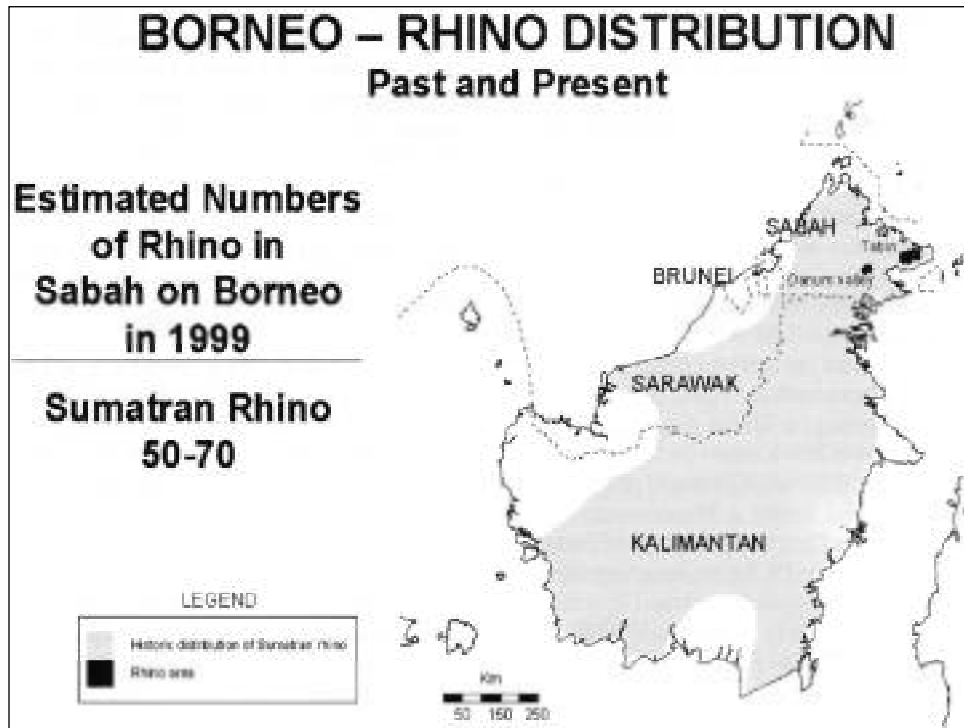 BORNEO – RHINO DISTRIBUTION
Past and Present
Estimated Numbers
of Rhino in
Sabah on Borneo
in 1999
Sumatran Rhino
50-70
SABAH
Tabin
BRUNEI
Danum Valley
SARAWAK
KALIMANTAN
LEGEND
Historic distribution of Sumatran rhino
Rhino area
Km
50 150 250